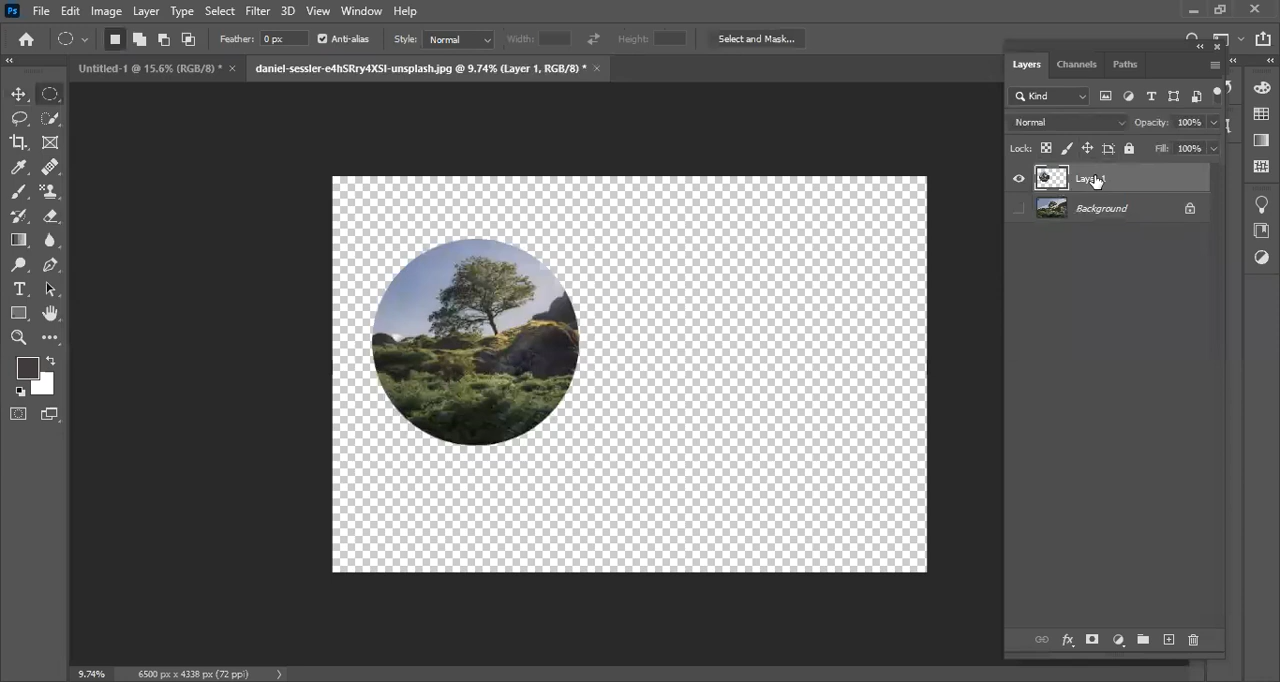 Ps File Edit Image Layer Type Select Filter 3D View Window Help
Feather: 0 px Anti-alias Style: Normal Width: Height: Select and Mask...
Untitled-1 @ 15.6% (RGB/8) * × daniel-sessler-e4hSRry4XSI-unsplash.jpg @ 9.74% (Layer 1, RGB/8) * ×
Layers Channels Paths
Kind
Normal Opacity: 100%
Lock: Fill: 100%
Background
9.74% 6500 px x 4338 px (72 ppi)